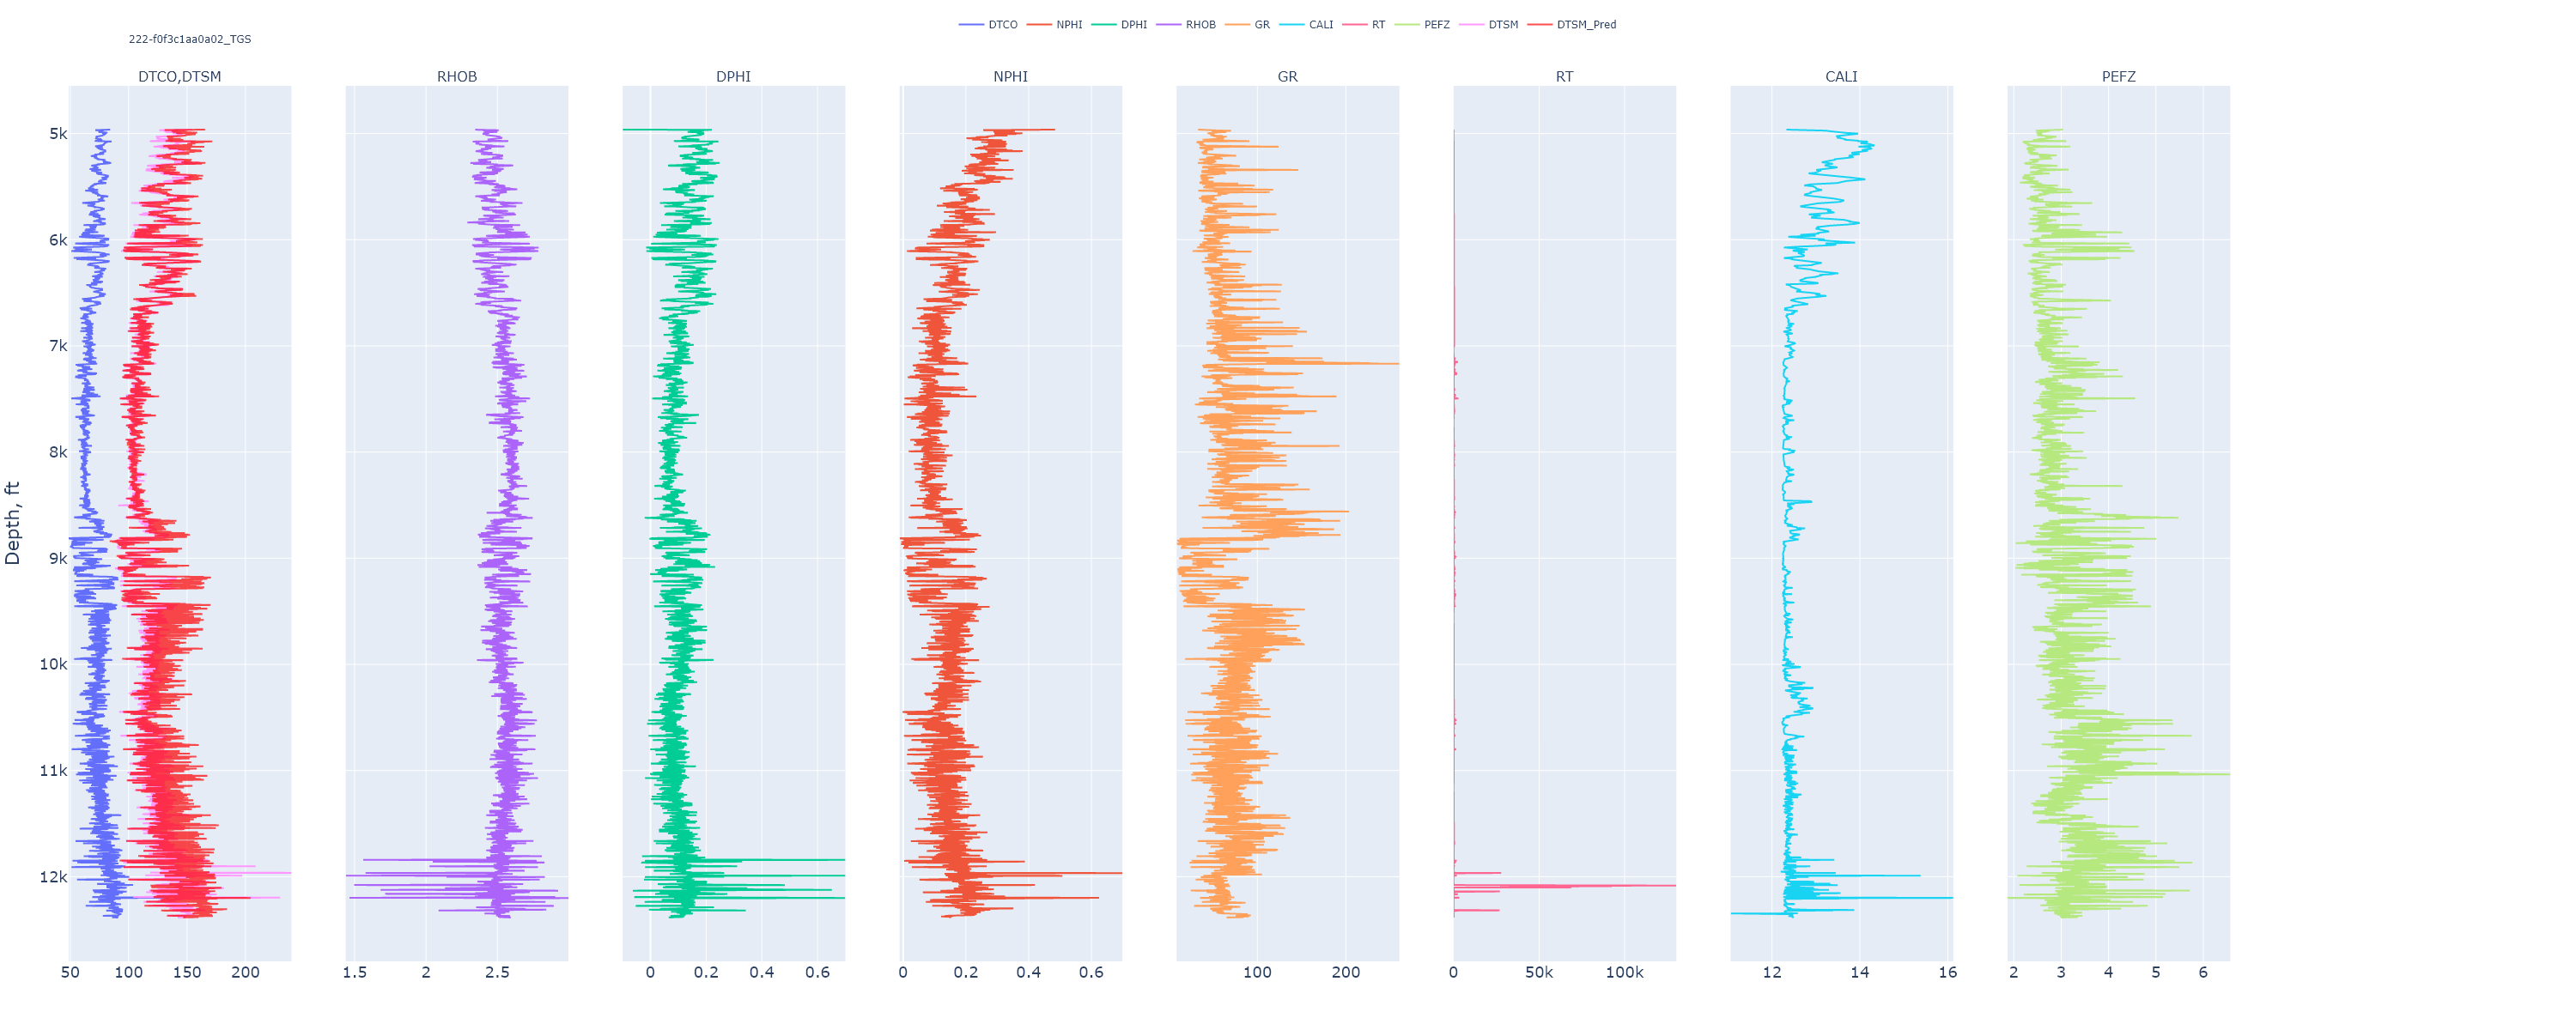 DTCO NPHI DPHI RHOB GR CALI RT PEFZ DTSM DTSM_Pred
222-f0f3c1aa0a02_TGS
DTCO,DTSM RHOB DPHI NPHI GR RT CALI PEFZ
5k
6k
7k
8k
9k
10k
11k
12k
Depth, ft
50 100 150 200 1.5 2 2.5 0 0.2 0.4 0.6 0 0.2 0.4 0.6 100 200 0 50k 100k 12 14 16 2 3 4 5 6